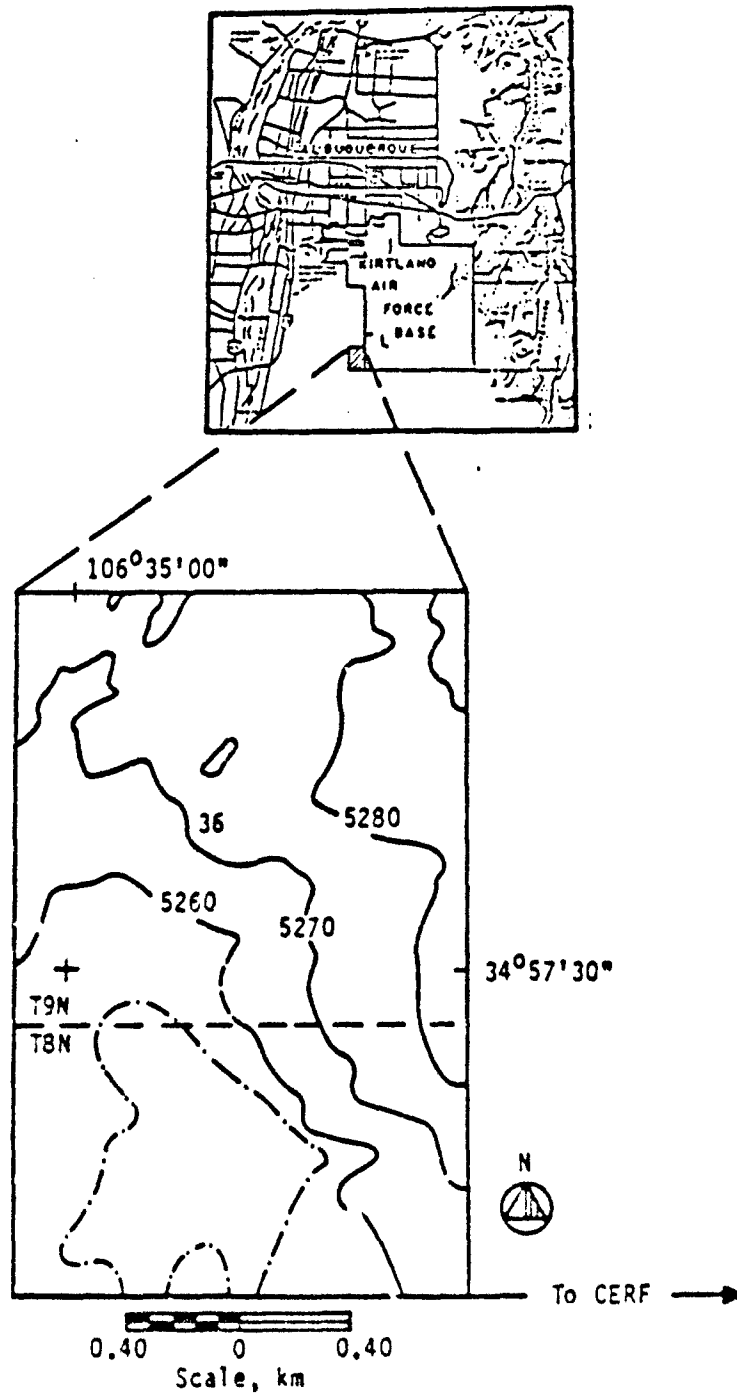 ALBUQUERQUE
KIRTLAND
AIR
FORCE
BASE
106°35'00"
36
5280
5260
5270
34°57'30"
T9N
T8N
N
To CERF
0.40 0 0.40
Scale, km